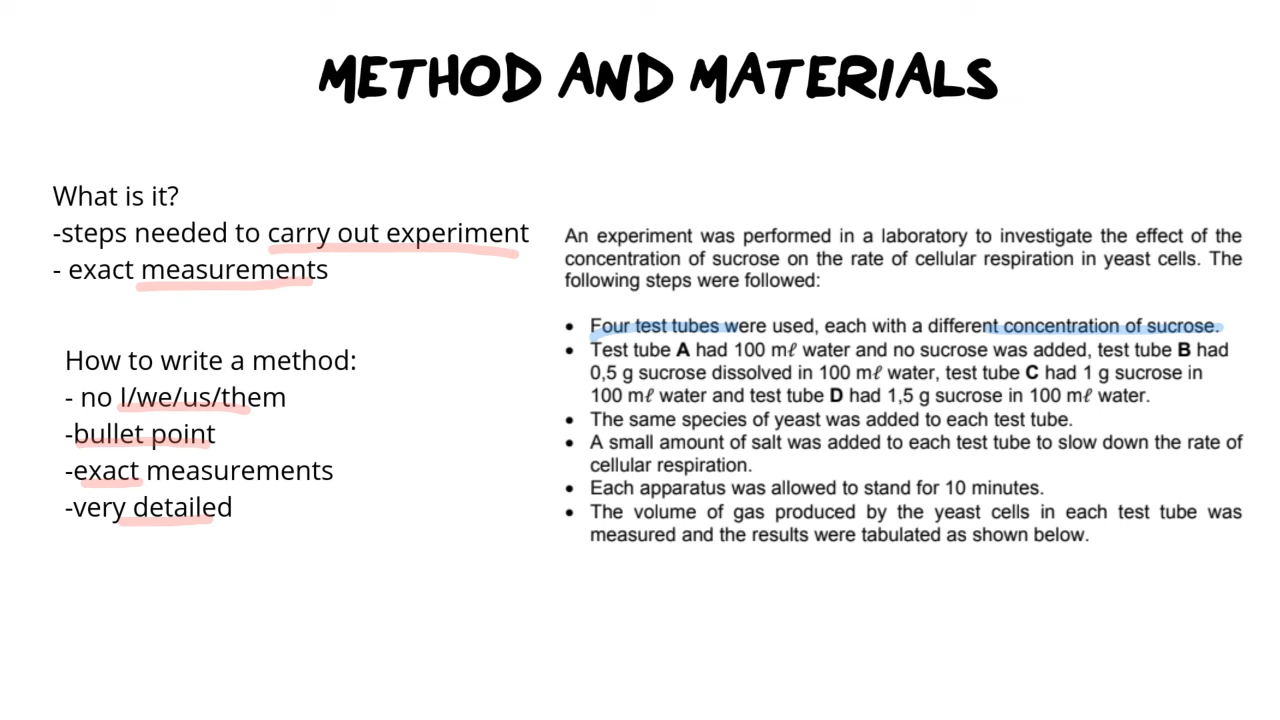 METHOD AND MATERIALS
What is it?
-steps needed to carry out experiment
- exact measurements
How to write a method:
- no I/we/us/them
-bullet point
-exact measurements
-very detailed
An experiment was performed in a laboratory to investigate the effect of the
concentration of sucrose on the rate of cellular respiration in yeast cells. The
following steps were followed:
• Four test tubes were used, each with a different concentration of sucrose.
• Test tube A had 100 mℓ water and no sucrose was added, test tube B had
0,5 g sucrose dissolved in 100 mℓ water, test tube C had 1 g sucrose in
100 mℓ water and test tube D had 1,5 g sucrose in 100 mℓ water.
• The same species of yeast was added to each test tube.
• A small amount of salt was added to each test tube to slow down the rate of
cellular respiration.
• Each apparatus was allowed to stand for 10 minutes.
• The volume of gas produced by the yeast cells in each test tube was
measured and the results were tabulated as shown below.